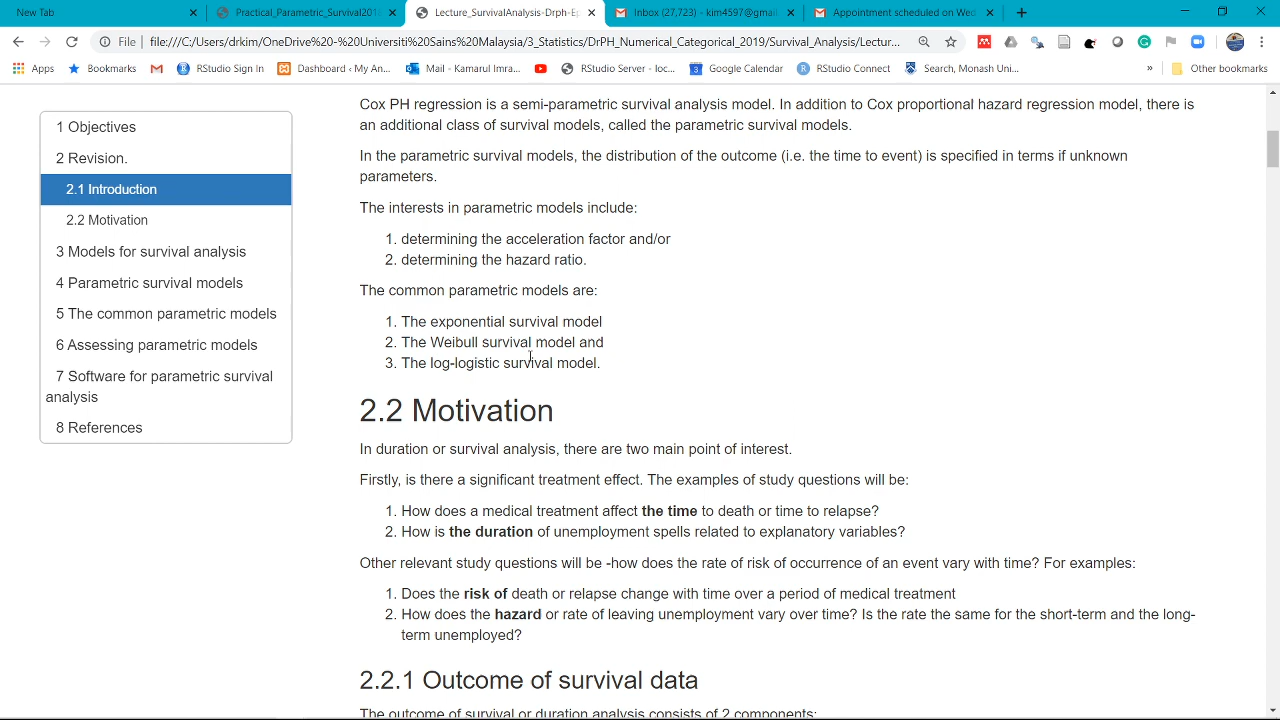 New Tab
Practical_Parametric_Survival201
Lecture_SurvivalAnalysis-Drph-Ep
Inbox (27,723) - kim4597@gmail
Appointment scheduled on Wed
File
file:///C:/Users/drkim/OneDrive%20-%20Universiti%20Sains%20Malaysia/3_Statistics/DrPH_Numerical_Categorical_2019/Survival_Analysis/Lectur...
Apps
Bookmarks
RStudio Sign In
Dashboard ‹ My An...
Mail - Kamarul Imra...
RStudio Server - loc...
Google Calendar
RStudio Connect
Search, Monash Uni...
»
Other bookmarks
1 Objectives
2 Revision.
2.1 Introduction
2.2 Motivation
3 Models for survival analysis
4 Parametric survival models
5 The common parametric models
6 Assessing parametric models
7 Software for parametric survival
analysis
8 References
Cox PH regression is a semi-parametric survival analysis model. In addition to Cox proportional hazard regression model, there is
an additional class of survival models, called the parametric survival models.
In the parametric survival models, the distribution of the outcome (i.e. the time to event) is specified in terms if unknown
parameters.
The interests in parametric models include:
1. determining the acceleration factor and/or
2. determining the hazard ratio.
The common parametric models are:
1. The exponential survival model
2. The Weibull survival model and
3. The log-logistic survival model.
2.2 Motivation
In duration or survival analysis, there are two main point of interest.
Firstly, is there a significant treatment effect. The examples of study questions will be:
1. How does a medical treatment affect the time to death or time to relapse?
2. How is the duration of unemployment spells related to explanatory variables?
Other relevant study questions will be -how does the rate of risk of occurrence of an event vary with time? For examples:
1. Does the risk of death or relapse change with time over a period of medical treatment
2. How does the hazard or rate of leaving unemployment vary over time? Is the rate the same for the short-term and the long-
term unemployed?
2.2.1 Outcome of survival data
The outcome of survival or duration analysis consists of 2 components: